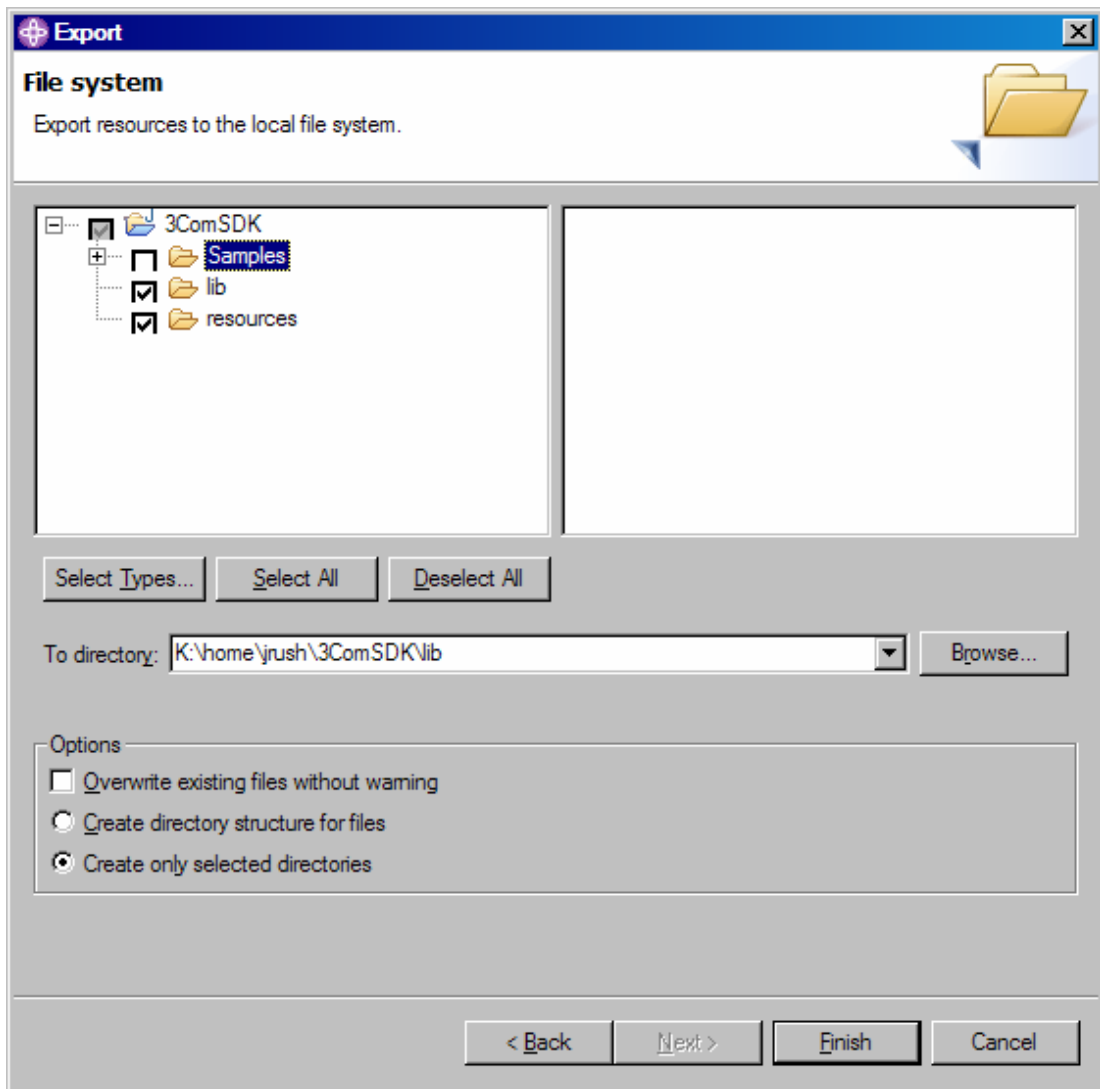 Export
File system
Export resources to the local file system.
3ComSDK
Samples
lib
resources
Select Types...
Select All
Deselect All
To directory:
K:\home\jrush\3ComSDK\lib
Browse...
Options
Overwrite existing files without warning
Create directory structure for files
Create only selected directories
< Back
Next >
Finish
Cancel